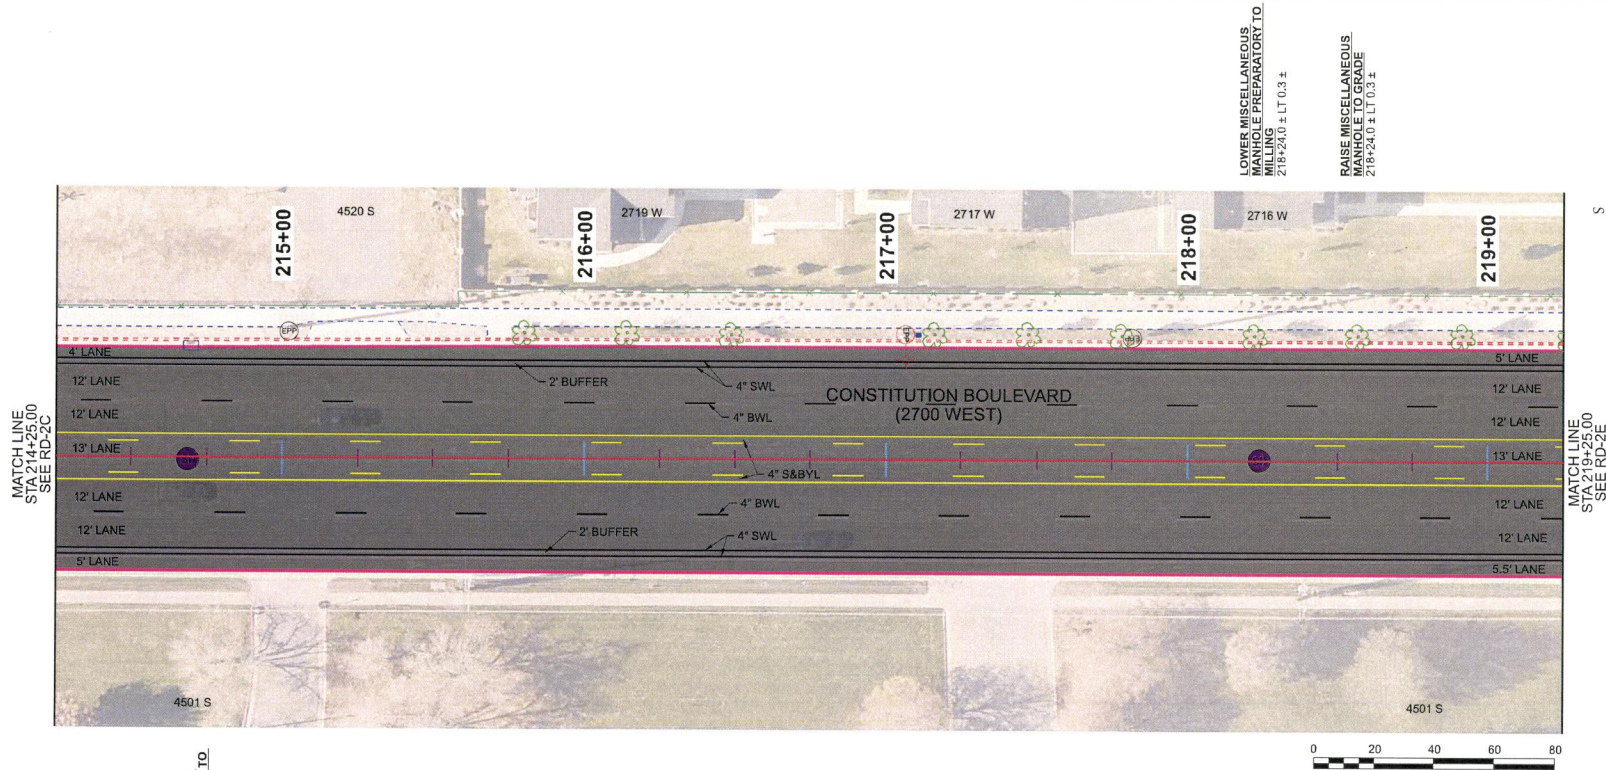 LOWER MISCELLANEOUS
MANHOLE PREPARATORY TO
MILLING
218+24.0 ± LT 0.3 ±
RAISE MISCELLANEOUS
MANHOLE TO GRADE
218+24.0 ± LT 0.3 ±
S
4520 S
2719 W
2717 W
2716 W
215+00
216+00
217+00
218+00
219+00
EPP
EPP
EPP
4' LANE
5' LANE
12' LANE
2' BUFFER
4" SWL
CONSTITUTION BOULEVARD
(2700 WEST)
12' LANE
12' LANE
4" BWL
12' LANE
13' LANE
4" S&BYL
13' LANE
12' LANE
4" BWL
12' LANE
12' LANE
2' BUFFER
4" SWL
12' LANE
5' LANE
5.5' LANE
MATCH LINE
STA 214+25.00
SEE RD-2C
MATCH LINE
STA 219+25.00
SEE RD-2E
4501 S
4501 S
TO
0 20 40 60 80